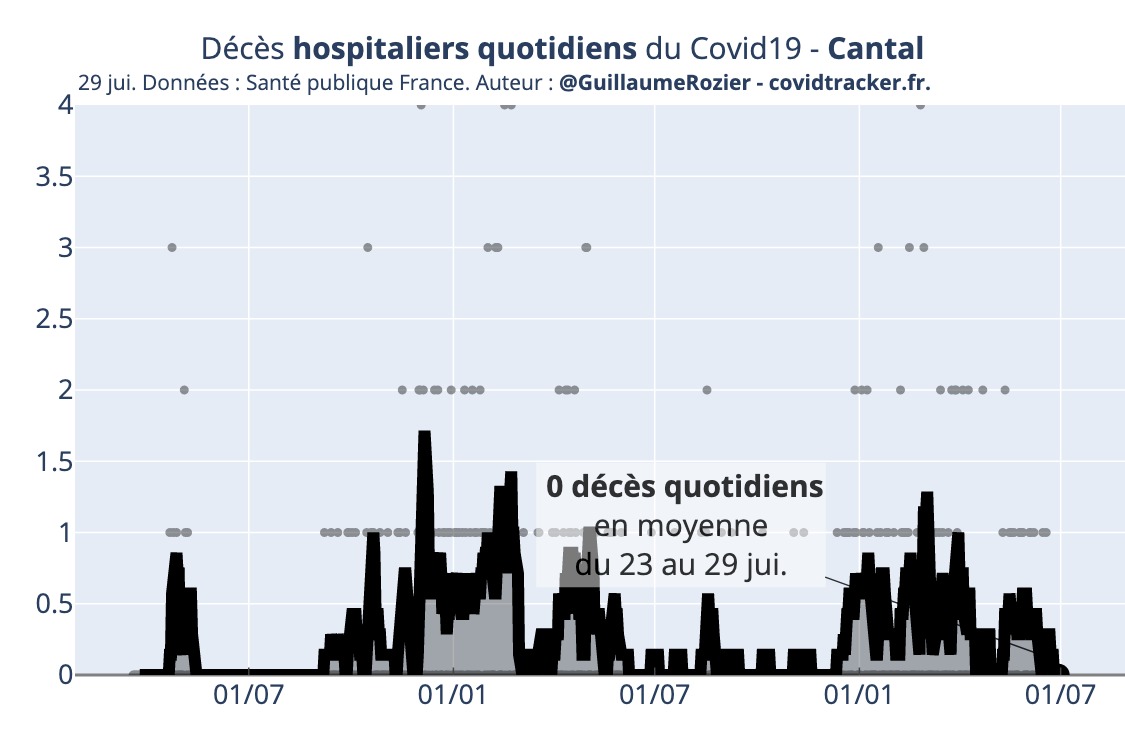 Décès hospitaliers quotidiens du Covid19 - Cantal
29 jui. Données : Santé publique France. Auteur : @GuillaumeRozier - covidtracker.fr.
4
3.5
3
2.5
2
1.5
0 décès quotidiens
en moyenne
du 23 au 29 jui.
1
0.5
0
01/07 01/01 01/07 01/01 01/07